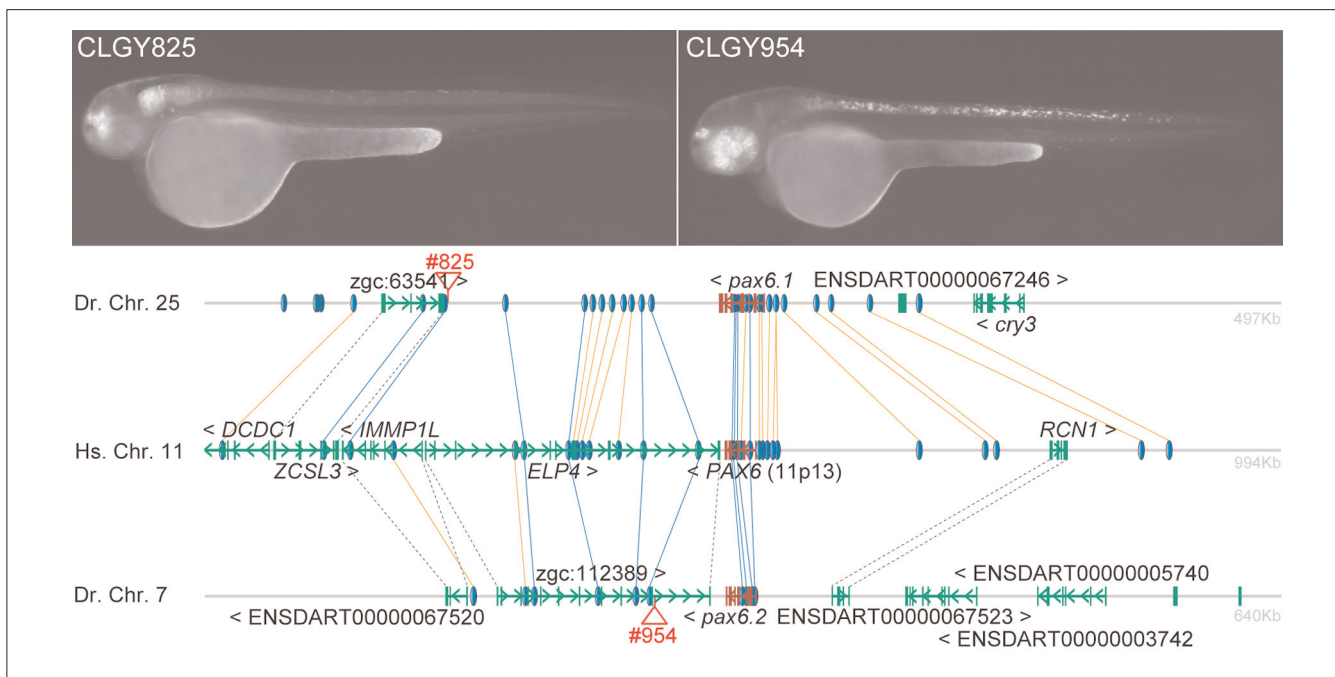 CLGY825
CLGY954
#825
zgc:63541 >
< pax6.1
ENSDART00000067246 >
Dr. Chr. 25
< cry3
497Kb
< DCDC1
< IMMP1L
RCN1 >
Hs. Chr. 11
ZCSL3 >
ELP4 >
< PAX6 (11p13)
994Kb
zgc:112389 >
< ENSDART00000005740
Dr. Chr. 7
640Kb
< ENSDART00000067520
#954
< pax6.2
ENSDART00000067523 >
< ENSDART00000003742